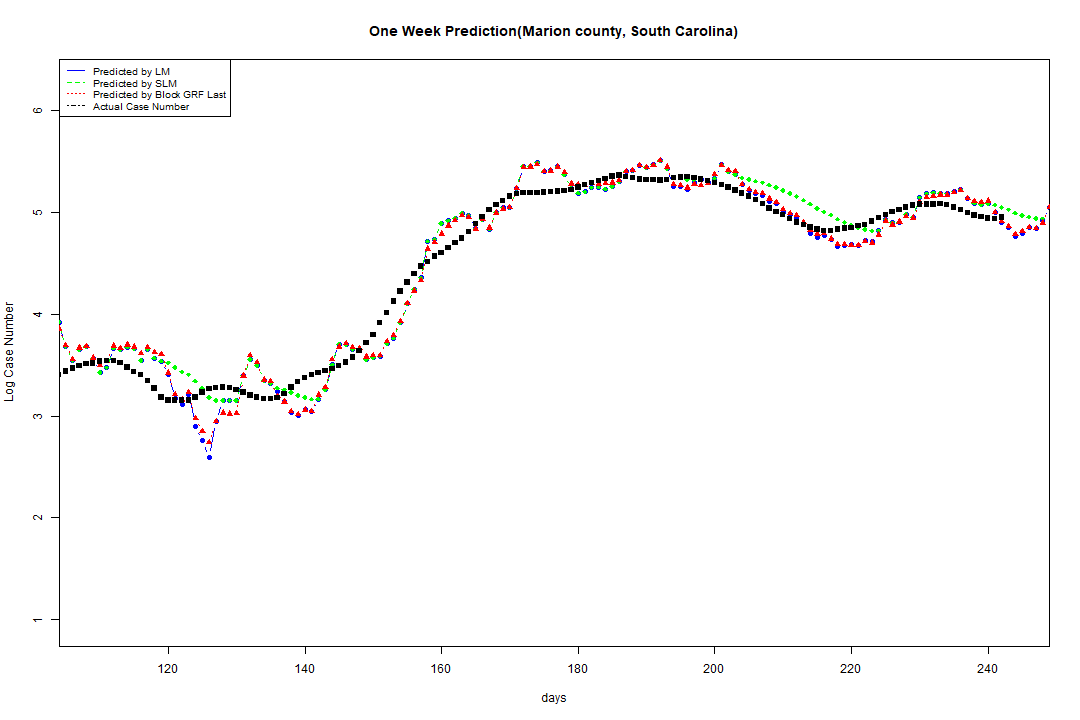 One Week Prediction(Marion county, South Carolina)
Predicted by LM
Predicted by SLM
Predicted by Block GRF Last
Actual Case Number
6
5
4
3
2
1
Log Case Number
120 140 160 180 200 220 240
days